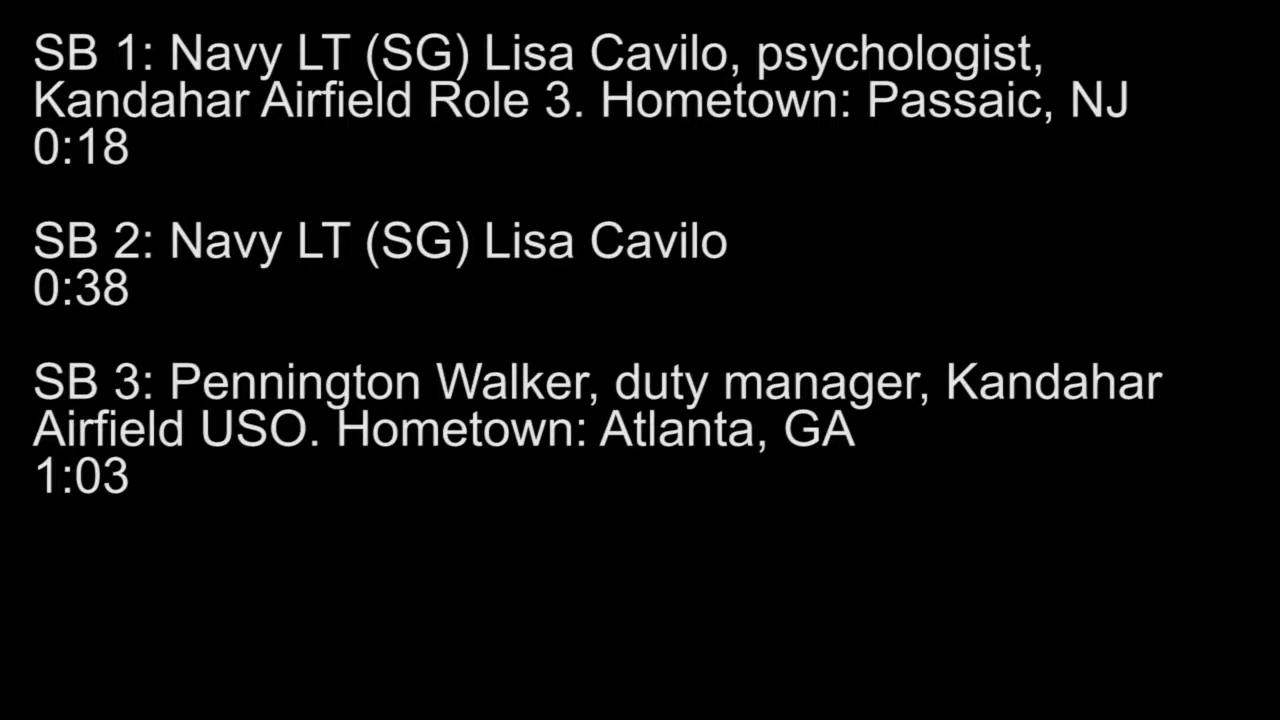 SB 1: Navy LT (SG) Lisa Cavilo, psychologist,
Kandahar Airfield Role 3. Hometown: Passaic, NJ
0:18
SB 2: Navy LT (SG) Lisa Cavilo
0:38
SB 3: Pennington Walker, duty manager, Kandahar
Airfield USO. Hometown: Atlanta, GA
1:03